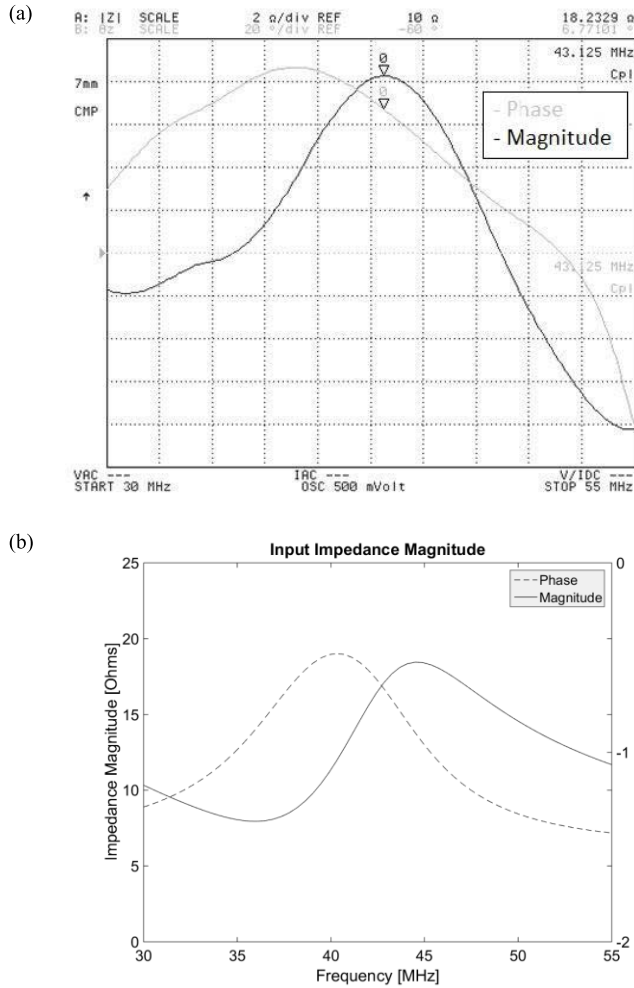 (a)
A: |Z| SCALE 2 Ω/div REF 10 Ω 18.2329 Ω
B: θz SCALE 20 °/div REF -60 ° 6.77101 °
0
43.125 MHz
Cpl
7mm
0
CMP
- Phase
- Magnitude
43.125 MHz
Cpl
VAC --- IAC --- V/IDC ---
START 30 MHz OSC 500 mVolt STOP 55 MHz
(b)
Input Impedance Magnitude
25
20
15
10
5
0
Impedance Magnitude [Ohms]
Phase
Magnitude
0
-1
-2
30 35 40 45 50 55
Frequency [MHz]